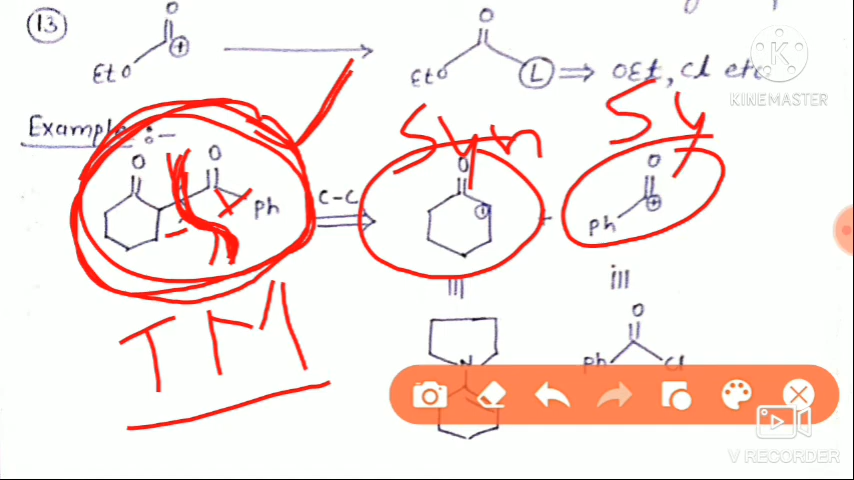 13
O
EtO
⊕
O
EtO
L ⇒ OEt, Cl etc
KINEMASTER
Example :-
O O
Ph
C-C
O
O
Ph
⊕
Syn
Sy
TM
N
O
Ph Cl
V RECORDER